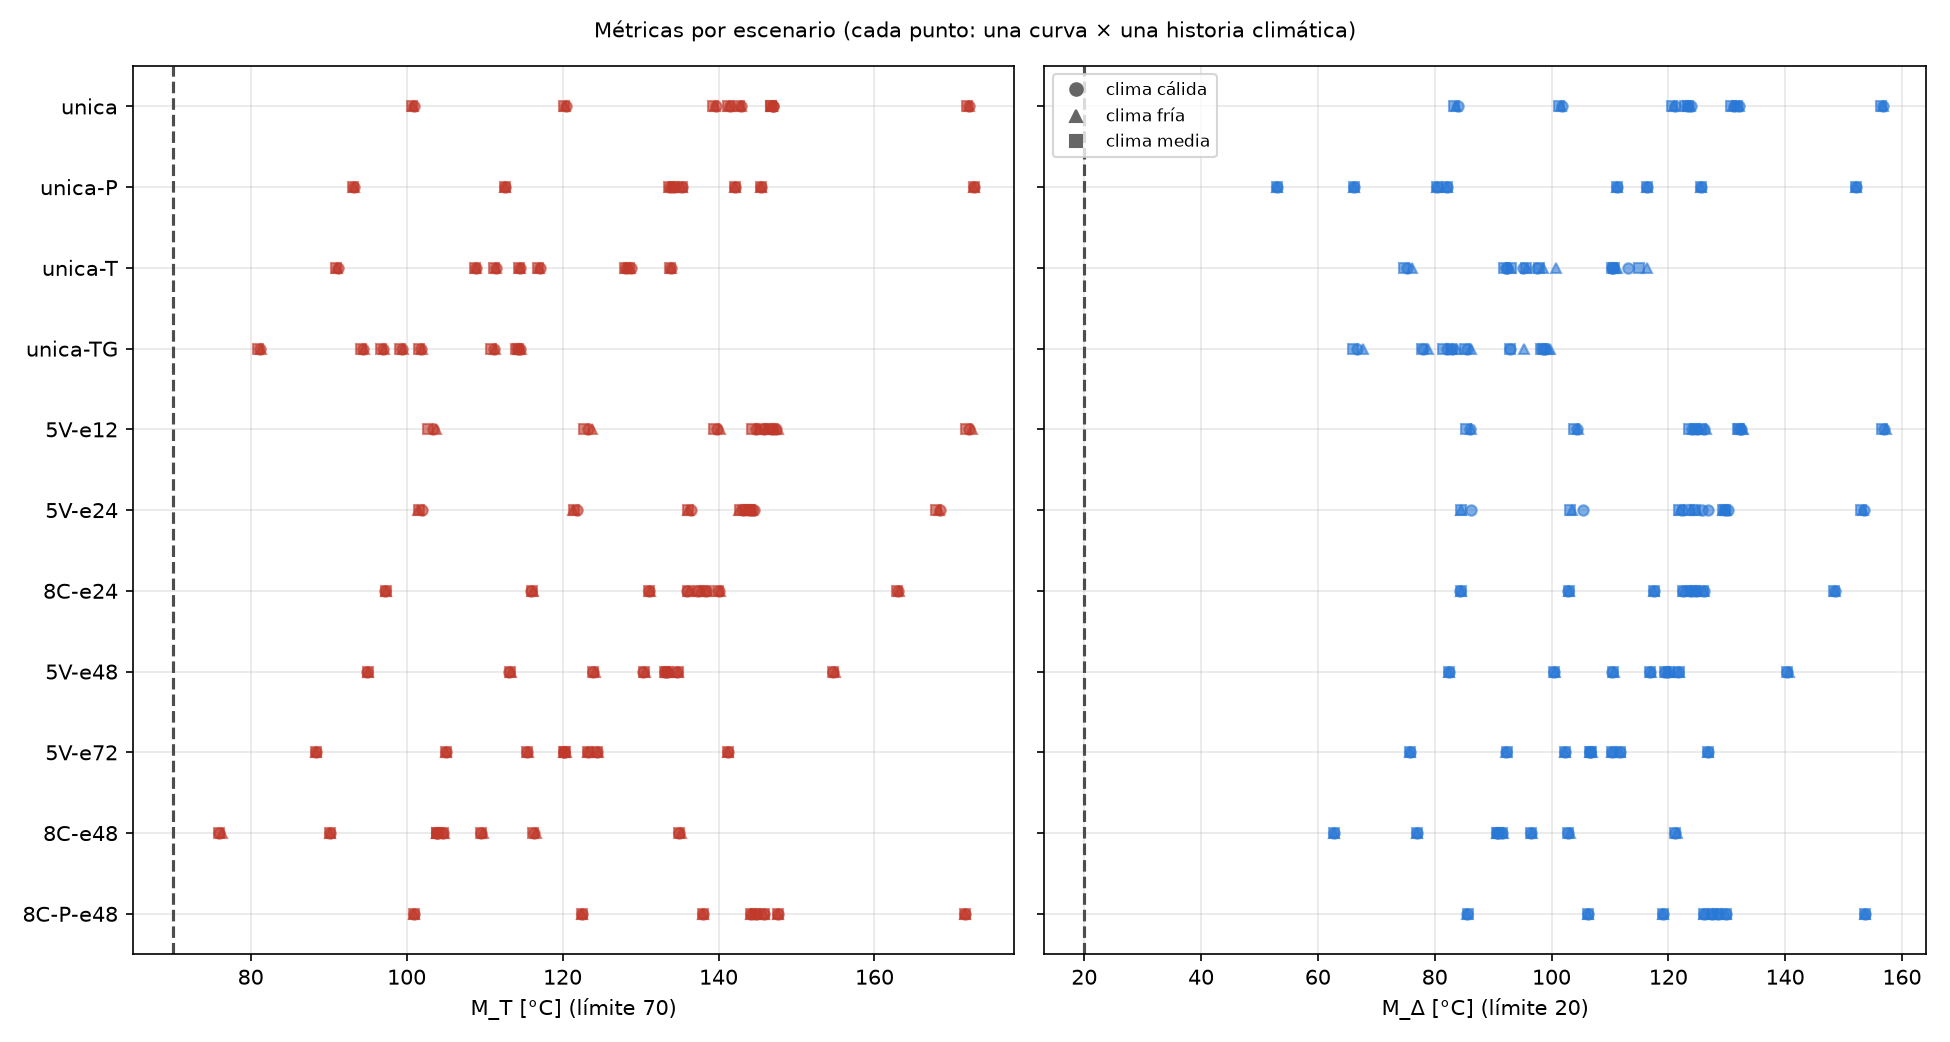 Métricas por escenario (cada punto: una curva × una historia climática)
unica
unica-P
unica-T
unica-TG
5V-e12
5V-e24
8C-e24
5V-e48
5V-e72
8C-e48
8C-P-e48
80 100 120 140 160
M_T [°C] (límite 70)
clima cálida
clima fría
clima media
20 40 60 80 100 120 140 160
M_Δ [°C] (límite 20)